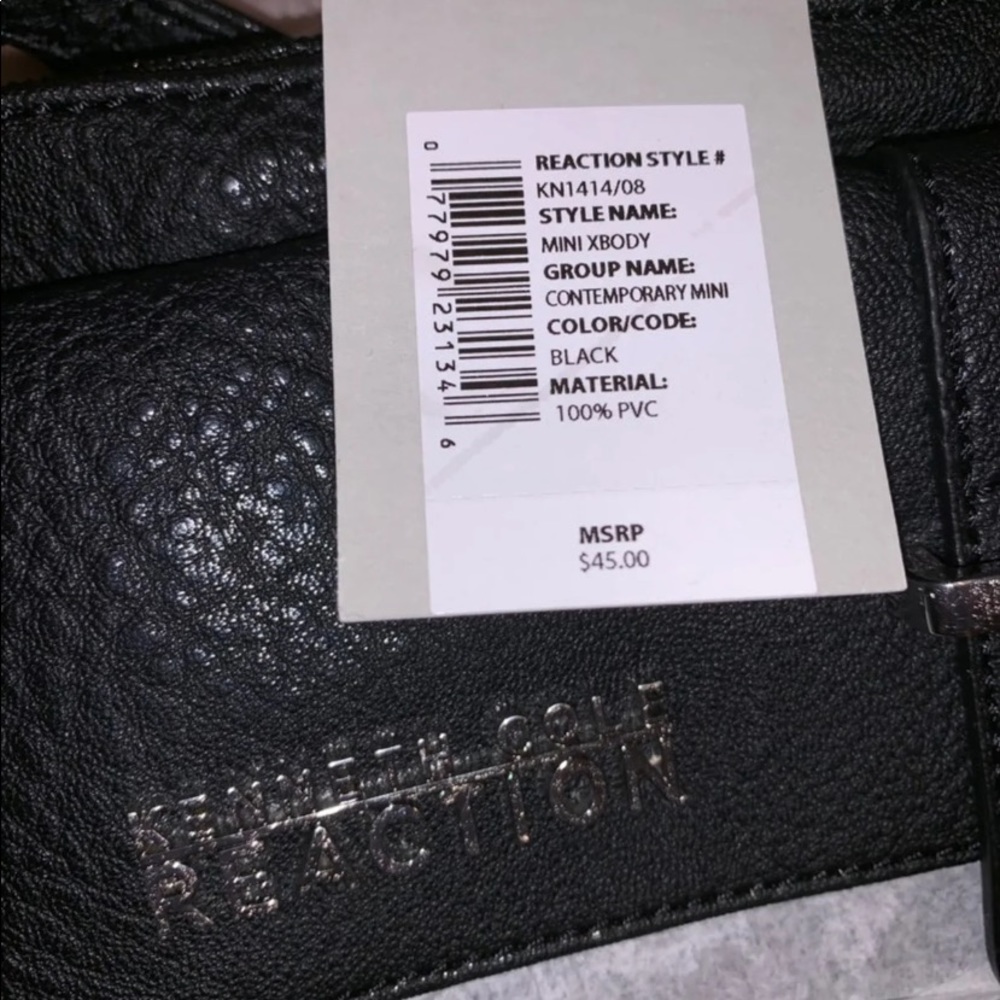 REACTION STYLE #
KN1414/08
STYLE NAME:
MINI XBODY
GROUP NAME:
CONTEMPORARY MINI
COLOR/CODE:
BLACK
MATERIAL:
100% PVC
0 77979 23134 6
MSRP
$45.00
KENNETH COLE
REACTION